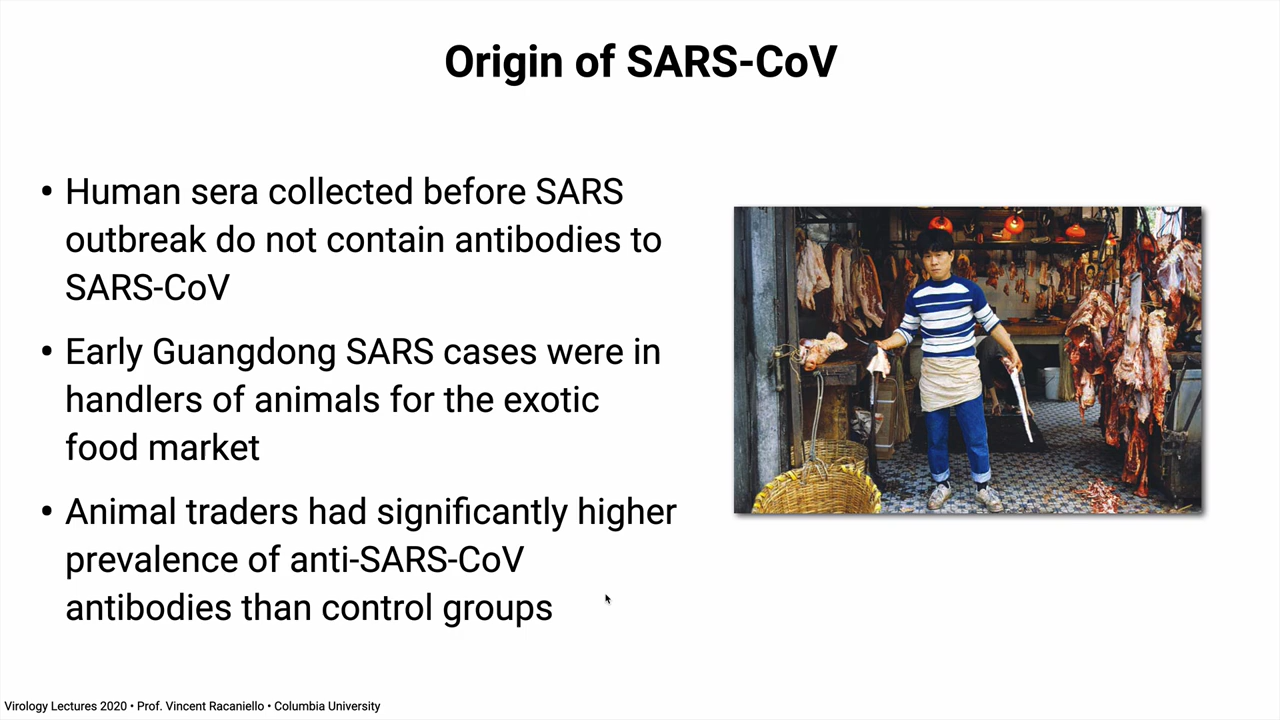 Origin of SARS-CoV
• Human sera collected before SARS
outbreak do not contain antibodies to
SARS-CoV
• Early Guangdong SARS cases were in
handlers of animals for the exotic
food market
• Animal traders had significantly higher
prevalence of anti-SARS-CoV
antibodies than control groups
Virology Lectures 2020 • Prof. Vincent Racaniello • Columbia University